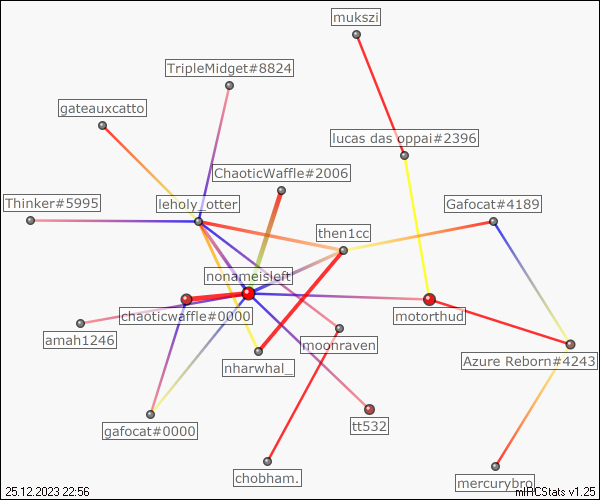 mukszi
TripleMidget#8824
gateauxcatto
lucas das oppai#2396
ChaoticWaffle#2006
Thinker#5995
leholy_otter
Gafocat#4189
then1cc
nonameisleft
chaoticwaffle#0000
motorthud
amah1246
moonraven
Azure Reborn#4243
nharwhal_
tt532
gafocat#0000
chobham.
mercurybro
25.12.2023 22:56
mIRCStats v1.25